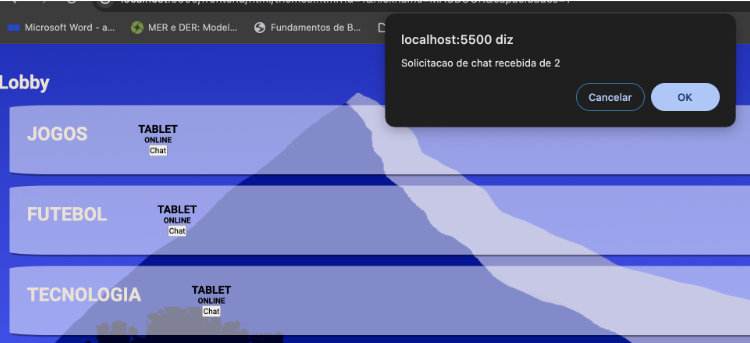 Microsoft Word - a...
MER e DER: Model...
Fundamentos de B...
localhost:5500 diz
Solicitacao de chat recebida de 2
Cancelar
OK
Lobby
JOGOS
TABLET
ONLINE
Chat
FUTEBOL
TABLET
ONLINE
Chat
TECNOLOGIA
TABLET
ONLINE
Chat